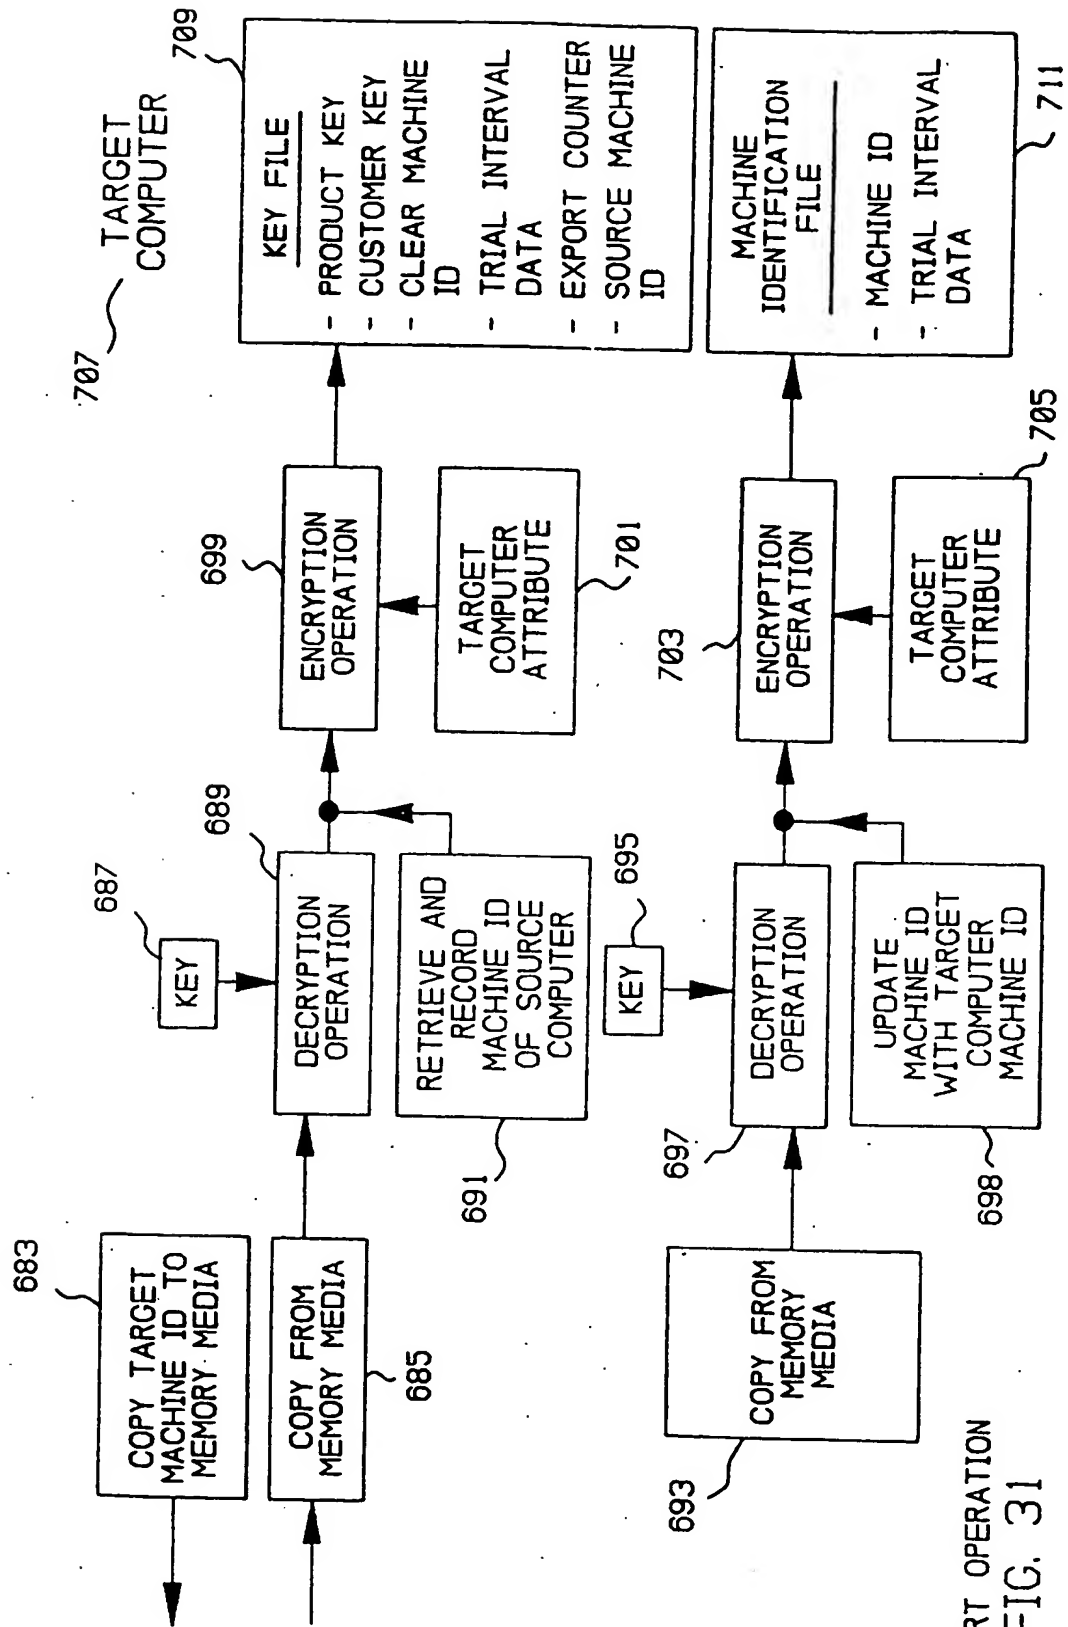 707
TARGET
COMPUTER
683
COPY TARGET
MACHINE ID TO
MEMORY MEDIA
COPY FROM
MEMORY MEDIA
685
687
KEY
689
DECRYPTION
OPERATION
RETRIEVE AND
RECORD
MACHINE ID
OF SOURCE
COMPUTER
691
699
ENCRYPTION
OPERATION
TARGET
COMPUTER
ATTRIBUTE
701
709
KEY FILE
- PRODUCT KEY
- CUSTOMER KEY
- CLEAR MACHINE
ID
- TRIAL INTERVAL
DATA
- EXPORT COUNTER
- SOURCE MACHINE
ID
693
COPY FROM
MEMORY
MEDIA
695
KEY
697
DECRYPTION
OPERATION
UPDATE
MACHINE ID
WITH TARGET
COMPUTER
MACHINE ID
698
703
ENCRYPTION
OPERATION
TARGET
COMPUTER
ATTRIBUTE
705
MACHINE
IDENTIFICATION
FILE
- MACHINE ID
- TRIAL INTERVAL
DATA
711
RT OPERATION
FIG. 31